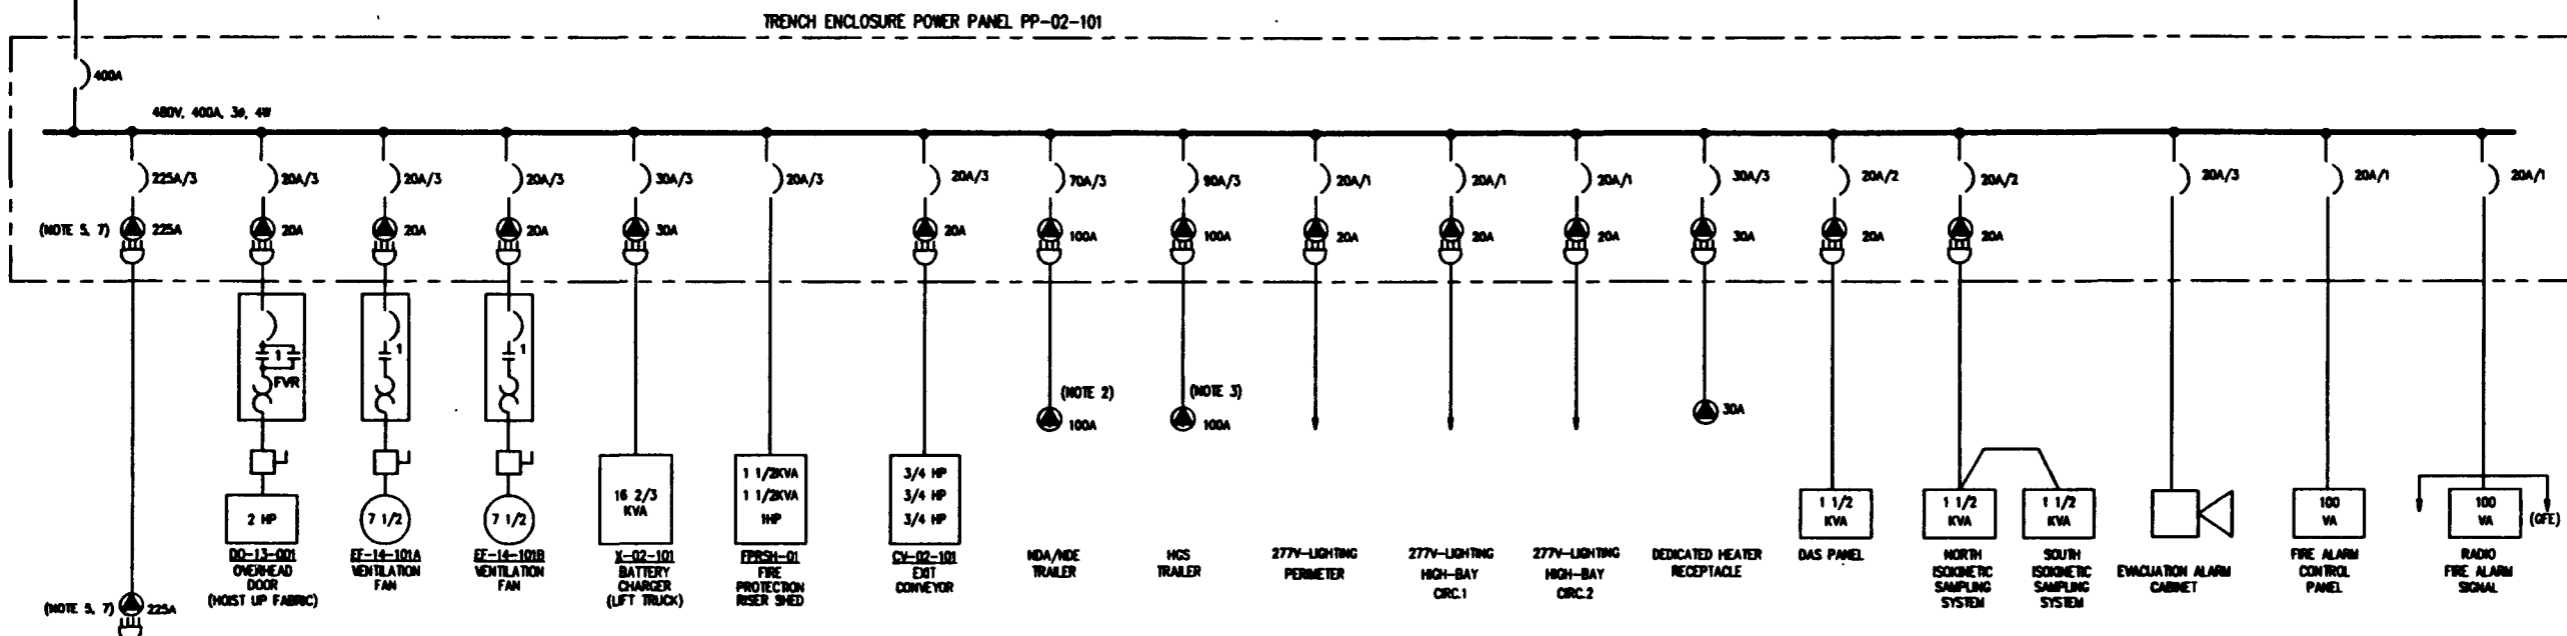 TRENCH ENCLOSURE POWER PANEL PP-02-101
400A
480V, 400A, 3ø, 4W
225A/3
20A/3
20A/3
20A/3
30A/3
20A/3
20A/3
70A/3
90A/3
20A/1
20A/1
20A/1
30A/3
20A/2
20A/2
20A/3
20A/1
20A/1
(NOTE 5, 7)
225A
20A
20A
20A
30A
20A
100A
100A
20A
20A
20A
30A
20A
20A
1
FVR
1
1
(NOTE 2)
100A
(NOTE 3)
100A
30A
2 HP
7 1/2
7 1/2
16 2/3
KVA
1 1/2KVA
1 1/2KVA
1HP
3/4 HP
3/4 HP
3/4 HP
1 1/2
KVA
1 1/2
KVA
1 1/2
KVA
100
VA
100
VA
(GFE)
DO-13-001
OVERHEAD
DOOR
(HOIST UP FABRIC)
EF-14-101A
VENTILATION
FAN
EF-14-101B
VENTILATION
FAN
X-02-101
BATTERY
CHARGER
(LIFT TRUCK)
FPRSH-01
FIRE
PROTECTION
RISER SHED
CV-02-101
EXIT
CONVEYOR
NDA/NDE
TRAILER
HGS
TRAILER
277V-LIGHTING
PERIMETER
277V-LIGHTING
HIGH-BAY
CIRC.1
277V-LIGHTING
HIGH-BAY
CIRC.2
DEDICATED HEATER
RECEPTACLE
DAS PANEL
NORTH
ISOKINETIC
SAMPLING
SYSTEM
SOUTH
ISOKINETIC
SAMPLING
SYSTEM
EVACUATION ALARM
CABINET
FIRE ALARM
CONTROL
PANEL
RADIO
FIRE ALARM
SIGNAL
(NOTE 5, 7)
225A